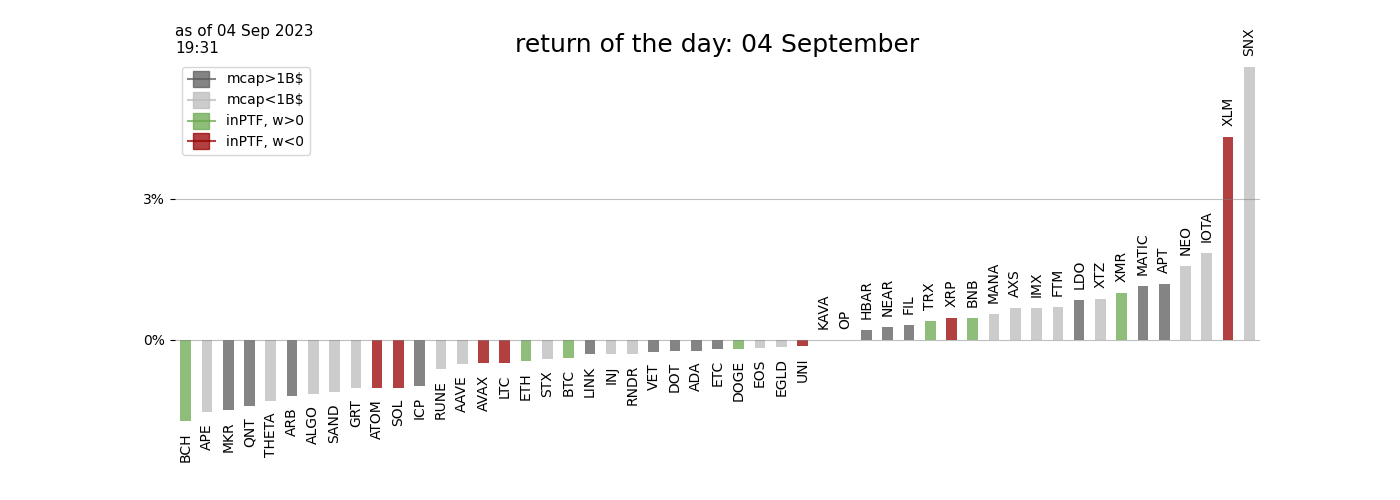 as of 04 Sep 2023
19:31
return of the day: 04 September
mcap>1B$
mcap<1B$
inPTF, w>0
inPTF, w<0
3%
0%
BCH
APE
MKR
QNT
THETA
ARB
ALGO
SAND
GRT
ATOM
SOL
ICP
RUNE
AAVE
AVAX
LTC
ETH
STX
BTC
LINK
INJ
RNDR
VET
DOT
ADA
ETC
DOGE
EOS
EGLD
UNI
KAVA
OP
HBAR
NEAR
FIL
TRX
XRP
BNB
MANA
AXS
IMX
FTM
LDO
XTZ
XMR
MATIC
APT
NEO
IOTA
XLM
SNX